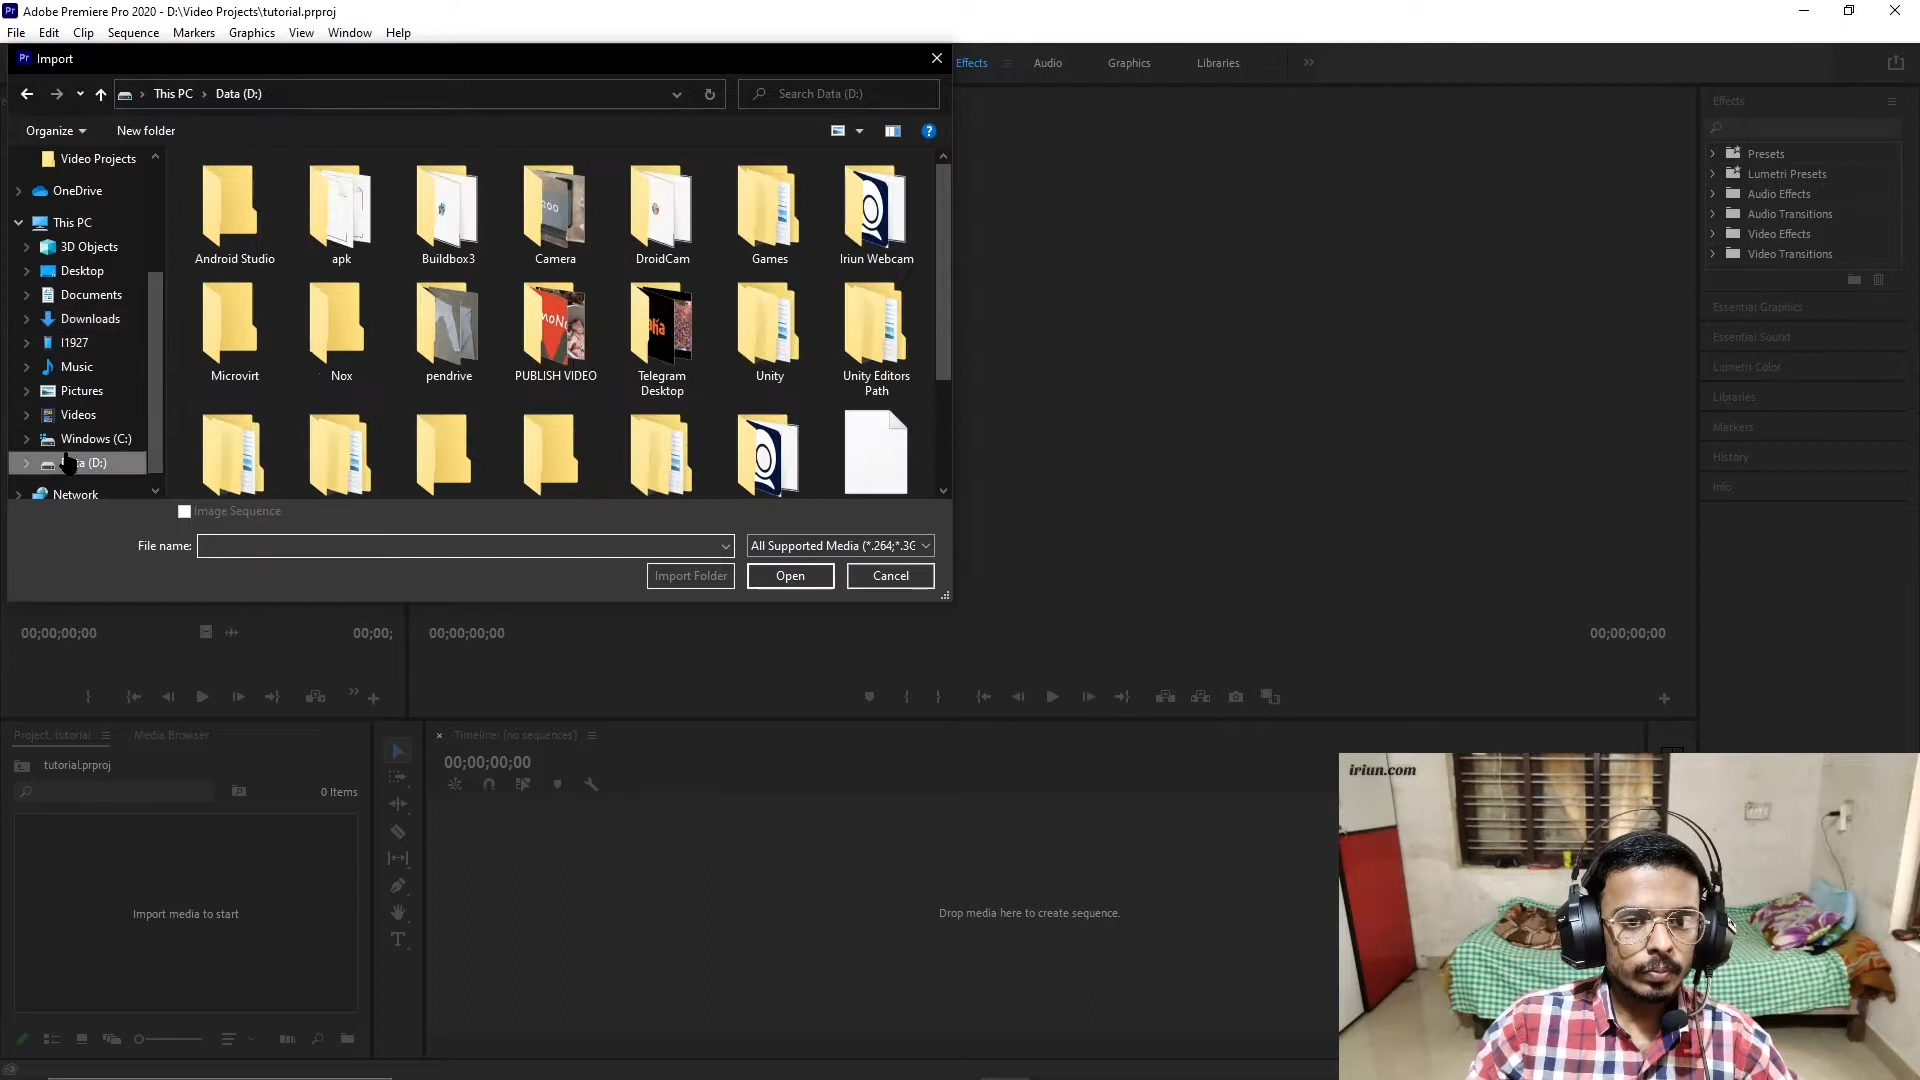 Adobe Premiere Pro 2020 - D:\Video Projects\tutorial.prproj
File Edit Clip Sequence Markers Graphics View Window Help
Import
Effects Audio Graphics Libraries
This PC Data (D:)
Search Data (D:)
Organize New folder
Video Projects
OneDrive
This PC
3D Objects
Desktop
Documents
Downloads
I1927
Music
Pictures
Videos
Windows (C:)
(D:)
Network
Android Studio apk Buildbox3 Camera DroidCam Games Iriun Webcam
Microvirt Nox pendrive PUBLISH VIDEO Telegram Desktop Unity Unity Editors Path
Image Sequence
File name:
All Supported Media (*.264;*.3G
Import Folder Open Cancel
Effects
Presets
Lumetri Presets
Audio Effects
Audio Transitions
Video Effects
Video Transitions
Essential Graphics
Essential Sound
Lumetri Color
Libraries
Markers
History
Info
00;00;00;00 00;00; 00;00;00;00 00;00;00;00
Project: tutorial Media Browser
tutorial.prproj
0 Items
Import media to start
Timeline: (no sequences)
00;00;00;00
Drop media here to create sequence.
iriun.com